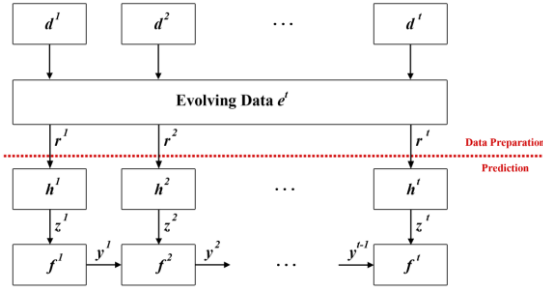 d¹ d² ... dᵗ
Evolving Data eᵗ
r¹ r² rᵗ
Data Preparation
Prediction
h¹ h² ... hᵗ
z¹ z² zᵗ
y¹ y² yᵗ⁻¹
f¹ f² ... fᵗ